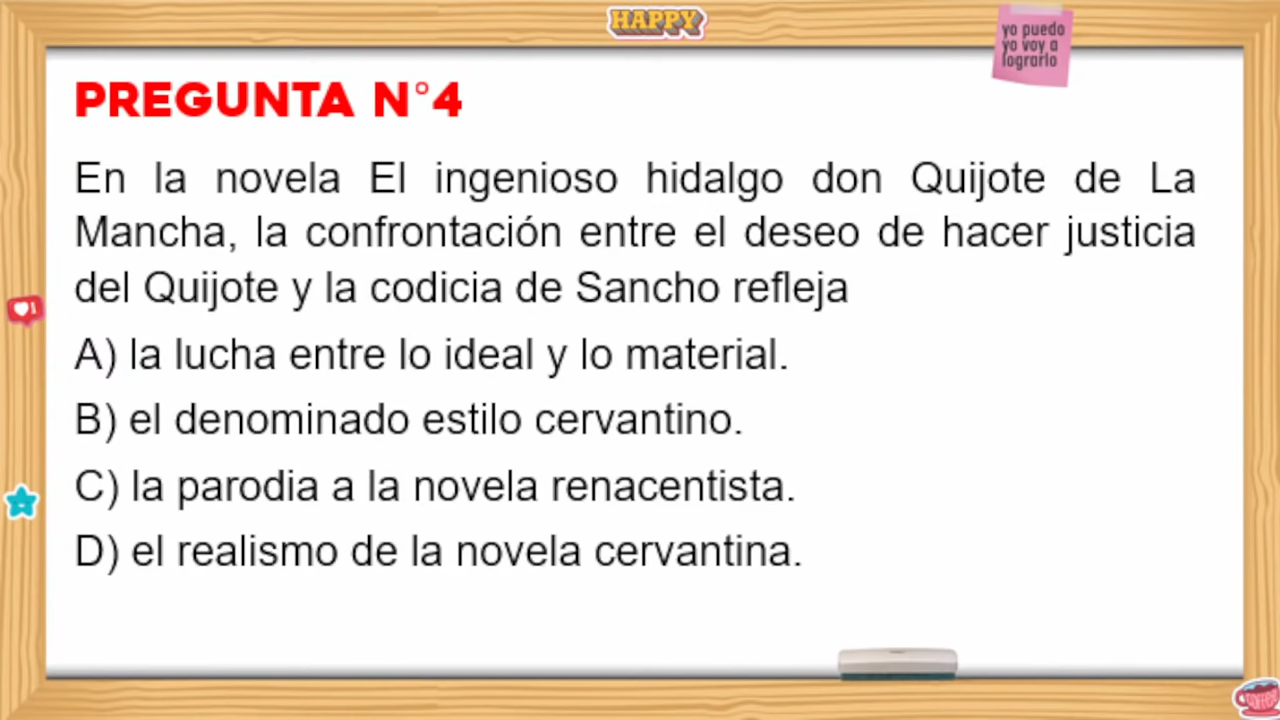 HAPPY
yo puedo
yo voy a
lograrlo
PREGUNTA N°4
En la novela El ingenioso hidalgo don Quijote de La
Mancha, la confrontación entre el deseo de hacer justicia
del Quijote y la codicia de Sancho refleja
A) la lucha entre lo ideal y lo material.
B) el denominado estilo cervantino.
C) la parodia a la novela renacentista.
D) el realismo de la novela cervantina.
1
COFFEE